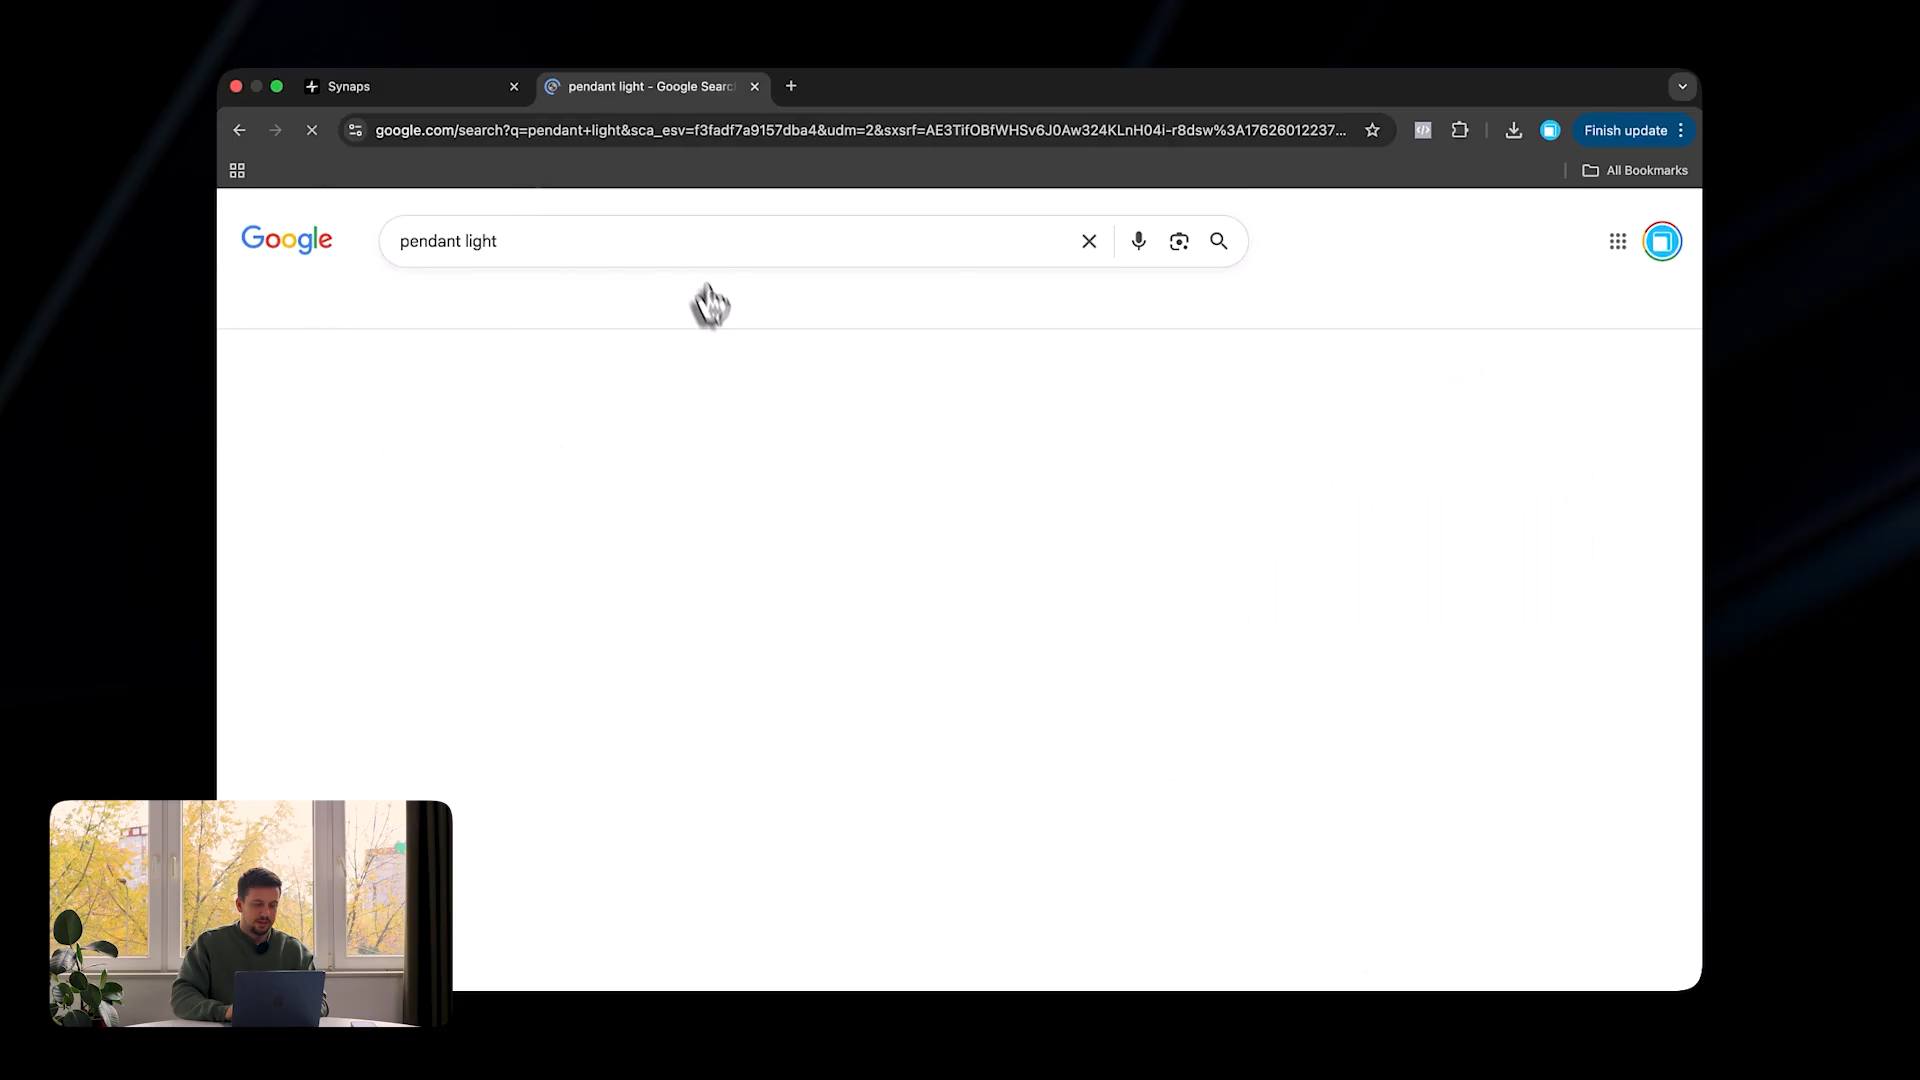 Synaps
pendant light - Google Searc
google.com/search?q=pendant+light&sca_esv=f3fadf7a9157dba4&udm=2&sxsrf=AE3TifOBfWHSv6J0Aw324KLnH04i-r8dsw%3A17626012237...
Finish update
All Bookmarks
Google
pendant light